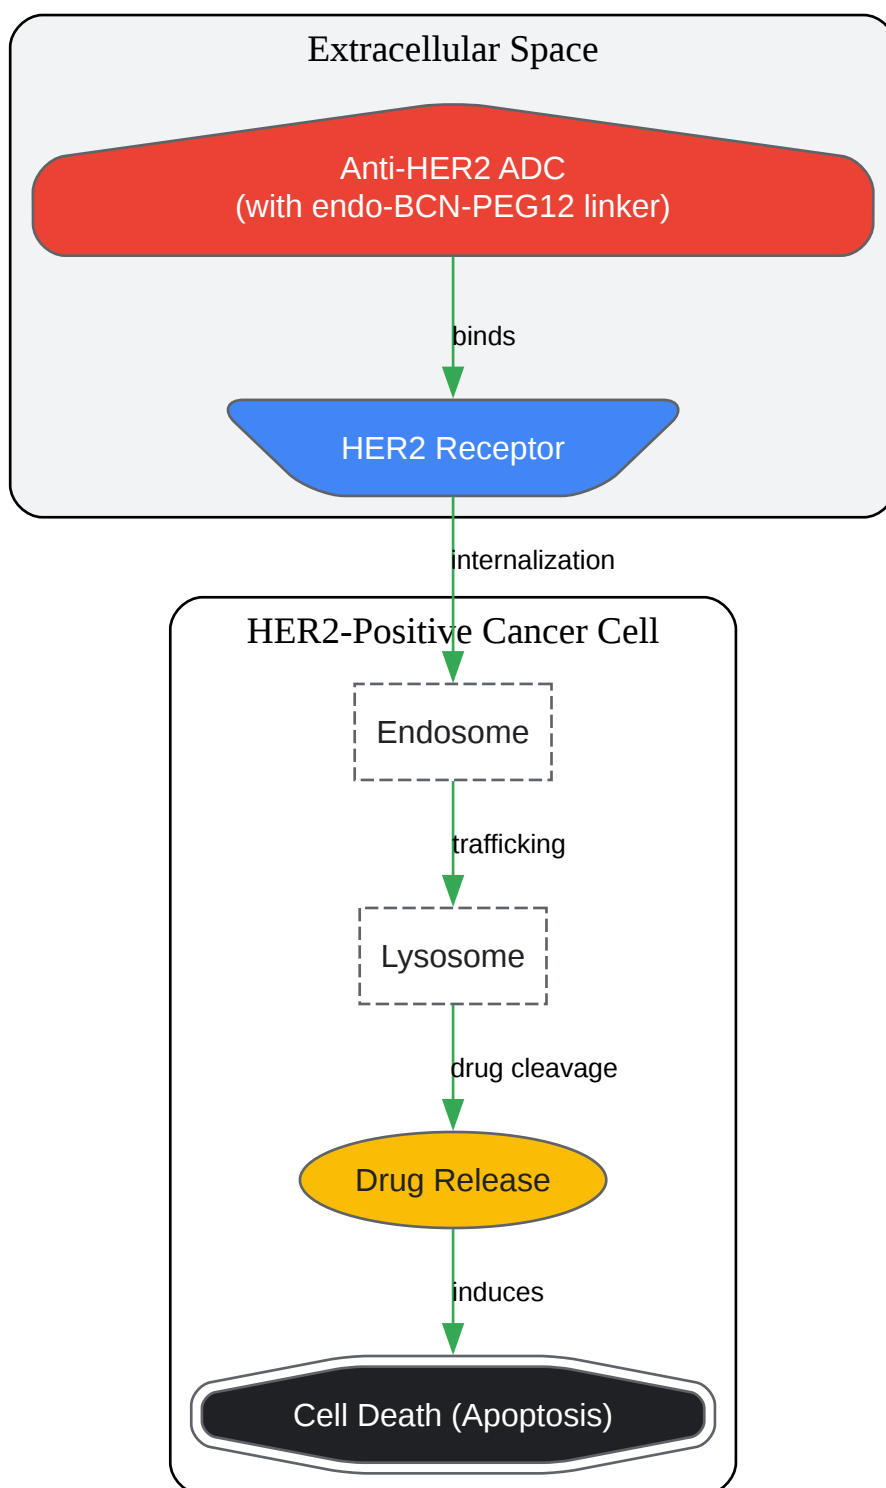 Extracellular Space
Anti-HER2 ADC
(with endo-BCN-PEG12 linker)
binds
HER2 Receptor
internalization
HER2-Positive Cancer Cell
Endosome
trafficking
Lysosome
drug cleavage
Drug Release
induces
Cell Death (Apoptosis)